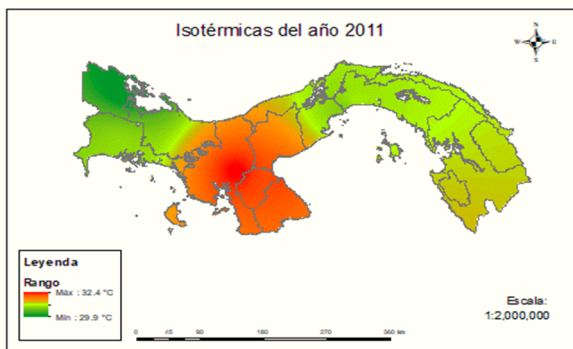 Isotérmicas del año 2011
N
W E
S
Leyenda
Rango
Máx : 32.4 °C
Mín : 29.9 °C
0 45 90 180 270 360 km
Escala:
1:2,000,000